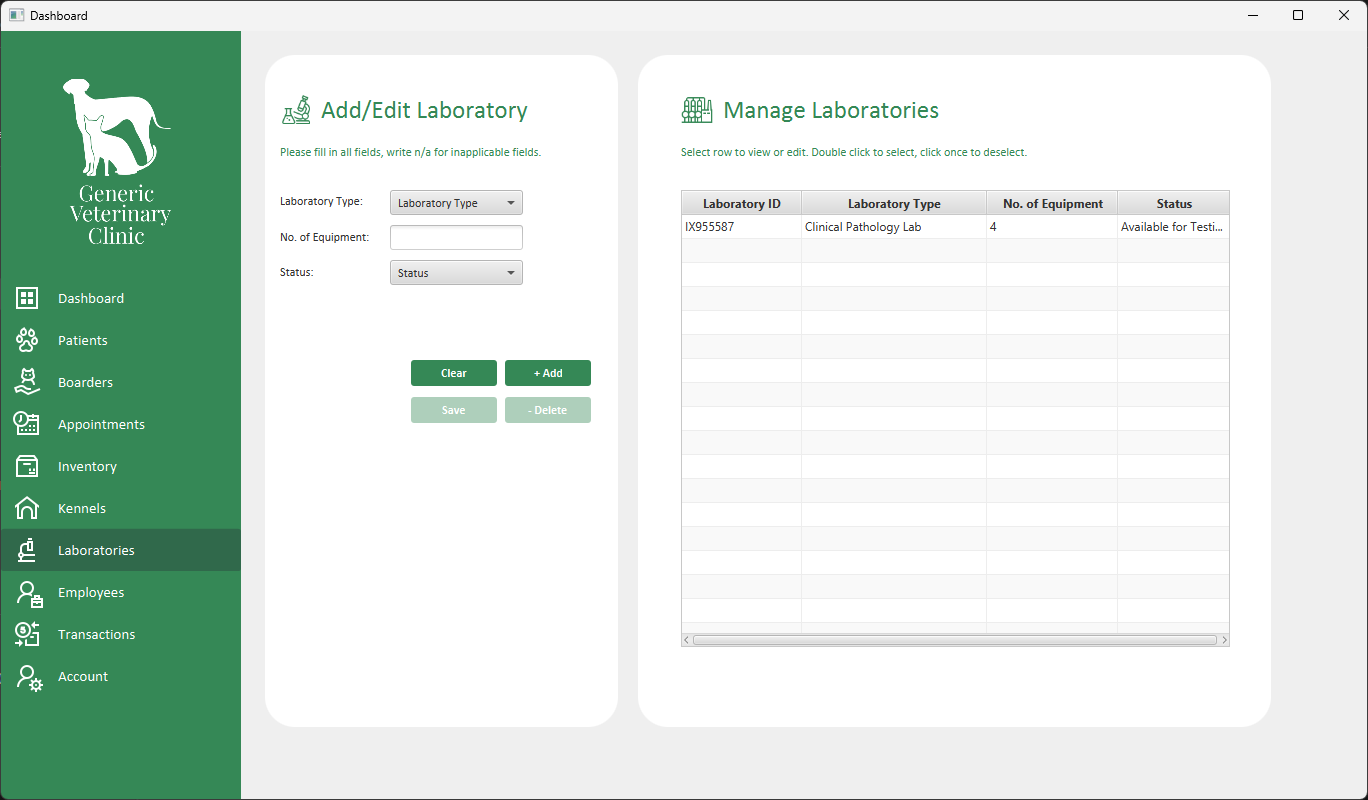 Dashboard
Generic
Veterinary
Clinic
Dashboard
Patients
Boarders
Appointments
Inventory
Kennels
Laboratories
Employees
Transactions
Account
Add/Edit Laboratory
Please fill in all fields, write n/a for inapplicable fields.
Laboratory Type: Laboratory Type
No. of Equipment:
Status: Status
Clear + Add
Save - Delete
Manage Laboratories
Select row to view or edit. Double click to select, click once to deselect.
Laboratory ID Laboratory Type No. of Equipment Status
IX955587 Clinical Pathology Lab 4 Available for Testi...